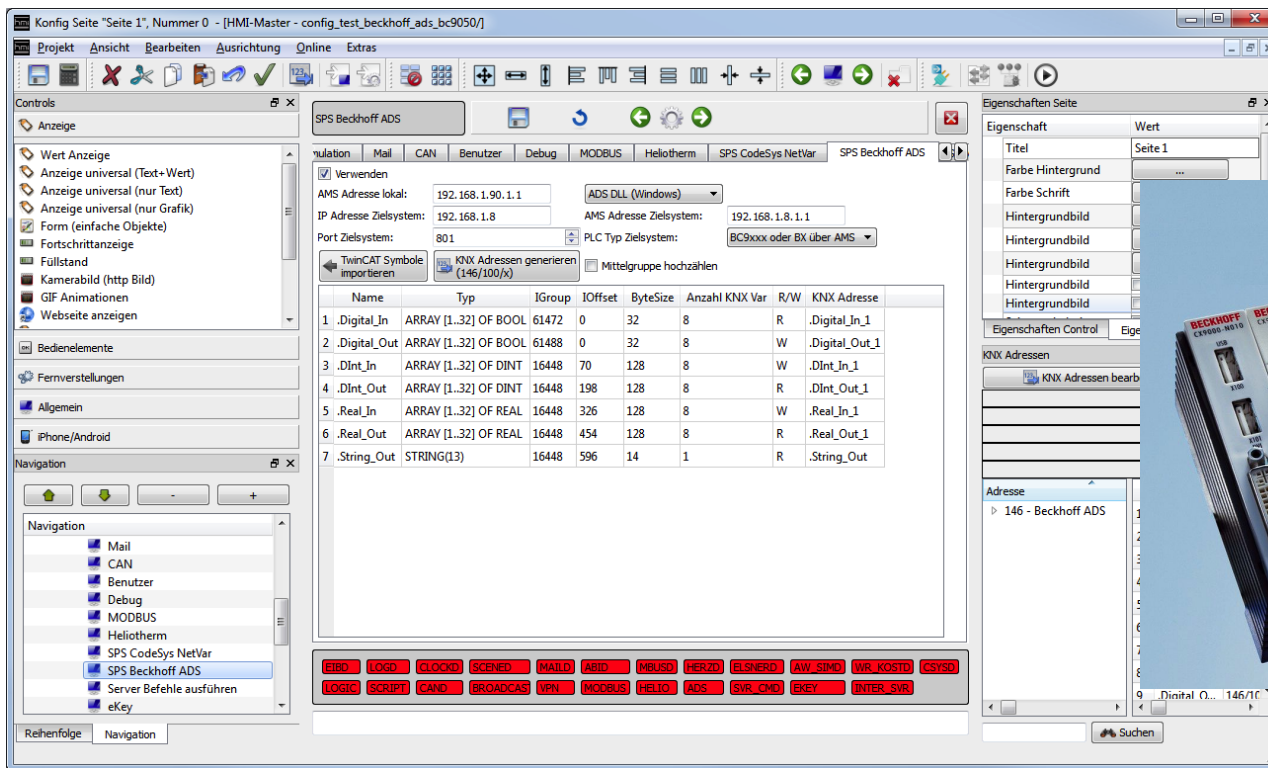 Konfig Seite "Seite 1", Nummer 0 - [HMI-Master - config_test_beckhoff_ads_bc9050/]
Projekt Ansicht Bearbeiten Ausrichtung Online Extras
Controls
Anzeige
Wert Anzeige
Anzeige universal (Text+Wert)
Anzeige universal (nur Text)
Anzeige universal (nur Grafik)
Form (einfache Objekte)
Fortschrittanzeige
Füllstand
Kamerabild (http Bild)
GIF Animationen
Webseite anzeigen
Bedienelemente
Fernverstellungen
Allgemein
iPhone/Android
Navigation
- +
Navigation
Mail
CAN
Benutzer
Debug
MODBUS
Heliotherm
SPS CodeSys NetVar
SPS Beckhoff ADS
Server Befehle ausführen
eKey
Reihenfolge Navigation
SPS Beckhoff ADS
nulation Mail CAN Benutzer Debug MODBUS Heliotherm SPS CodeSys NetVar SPS Beckhoff ADS
Verwenden
AMS Adresse lokal: 192.168.1.90.1.1 ADS DLL (Windows)
IP Adresse Zielsystem: 192.168.1.8 AMS Adresse Zielsystem: 192.168.1.8.1.1
Port Zielsystem: 801 PLC Typ Zielsystem: BC9xxx oder BX über AMS
TwinCAT Symbole importieren KNX Adressen generieren (146/100/x) Mittelgruppe hochzählen
Name Typ IGroup IOffset ByteSize Anzahl KNX Var R/W KNX Adresse
1 .Digital_In ARRAY [1..32] OF BOOL 61472 0 32 8 R .Digital_In_1
2 .Digital_Out ARRAY [1..32] OF BOOL 61488 0 32 8 W .Digital_Out_1
3 .DInt_In ARRAY [1..32] OF DINT 16448 70 128 8 W .DInt_In_1
4 .DInt_Out ARRAY [1..32] OF DINT 16448 198 128 8 R .DInt_Out_1
5 .Real_In ARRAY [1..32] OF REAL 16448 326 128 8 W .Real_In_1
6 .Real_Out ARRAY [1..32] OF REAL 16448 454 128 8 R .Real_Out_1
7 .String_Out STRING(13) 16448 596 14 1 R .String_Out
EIBD LOGD CLOCKD SCENED MAILD ABID MBUSD HERZD ELSNERD AW_SIMD WR_KOSTD CSYSD
LOGIC SCRIPT CAND BROADCAS VPN MODBUS HELIO ADS SVR_CMD EKEY INTER_SVR
Eigenschaften Seite
Eigenschaft Wert
Titel Seite 1
Farbe Hintergrund ...
Farbe Schrift
Hintergrundbild
Hintergrundbild
Hintergrundbild
Hintergrundbild
Hintergrundbild
Eigenschaften Control Eige
KNX Adressen
KNX Adressen bearb
Adresse
146 - Beckhoff ADS
9 .Digital_O... 146/10
Suchen
BECKHOFF
CX9000-N010
USB
X100
X101